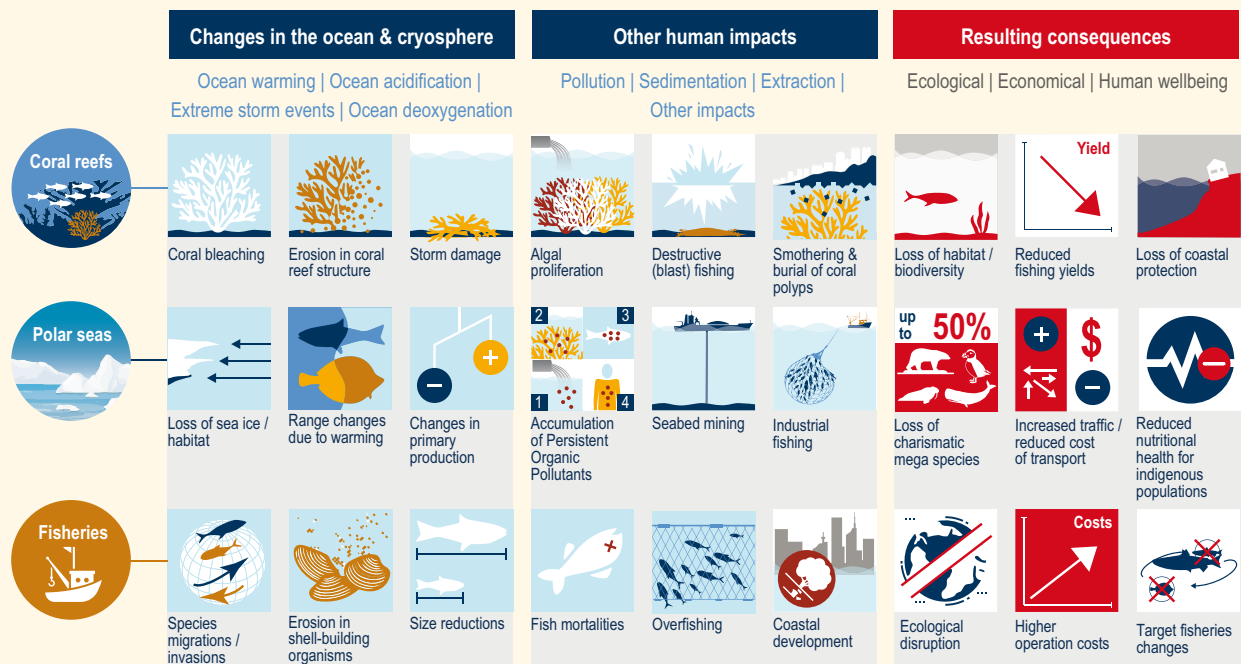 Changes in the ocean & cryosphere
Other human impacts
Resulting consequences
Ocean warming | Ocean acidification |
Extreme storm events | Ocean deoxygenation
Pollution | Sedimentation | Extraction |
Other impacts
Ecological | Economical | Human wellbeing
Coral reefs
Yield
Coral bleaching
Erosion in coral
reef structure
Storm damage
Algal
proliferation
Destructive
(blast) fishing
Smothering &
burial of coral
polyps
Loss of habitat /
biodiversity
Reduced
fishing yields
Loss of coastal
protection
Polar seas
+
−
2
3
1
4
up
to 50%
+
$
−
−
Loss of sea ice /
habitat
Range changes
due to warming
Changes in
primary
production
Accumulation
of Persistent
Organic
Pollutants
Seabed mining
Industrial
fishing
Loss of
charismatic
mega species
Increased traffic /
reduced cost
of transport
Reduced
nutritional
health for
indigenous
populations
Fisheries
Costs
Species
migrations /
invasions
Erosion in
shell-building
organisms
Size reductions
Fish mortalities
Overfishing
Coastal
development
Ecological
disruption
Higher
operation costs
Target fisheries
changes